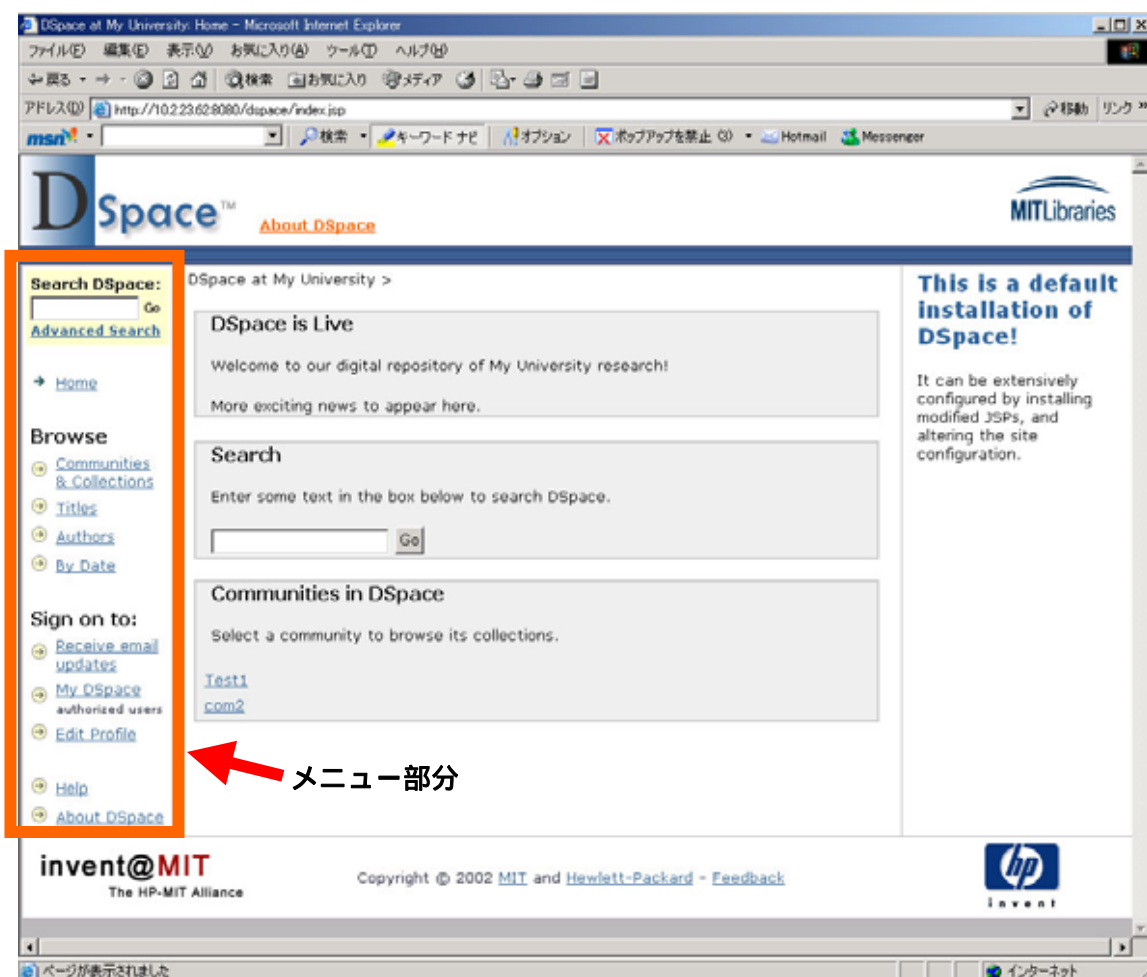 DSpace at My University: Home - Microsoft Internet Explorer
ファイル(F) 編集(E) 表示(V) お気に入り(A) ツール(T) ヘルプ(H)
戻る 検索 お気に入り メディア
アドレス(D) http://10.2.23.62:8080/dspace/index.jsp 移動 リンク »
msn 検索 キーワード ナビ オプション ポップアップを禁止 (3) Hotmail Messenger
DSpace™ About DSpace
MITLibraries
Search DSpace:
Go
Advanced Search
Home
Browse
Communities
& Collections
Titles
Authors
By Date
Sign on to:
Receive email
updates
My DSpace
authorized users
Edit Profile
Help
About DSpace
DSpace at My University >
DSpace is Live
Welcome to our digital repository of My University research!
More exciting news to appear here.
Search
Enter some text in the box below to search DSpace.
Go
Communities in DSpace
Select a community to browse its collections.
Test1
com2
メニュー部分
This is a default
installation of
DSpace!
It can be extensively
configured by installing
modified JSPs, and
altering the site
configuration.
invent@MIT
The HP-MIT Alliance
Copyright © 2002 MIT and Hewlett-Packard - Feedback
hp
invent
ページが表示されました インターネット